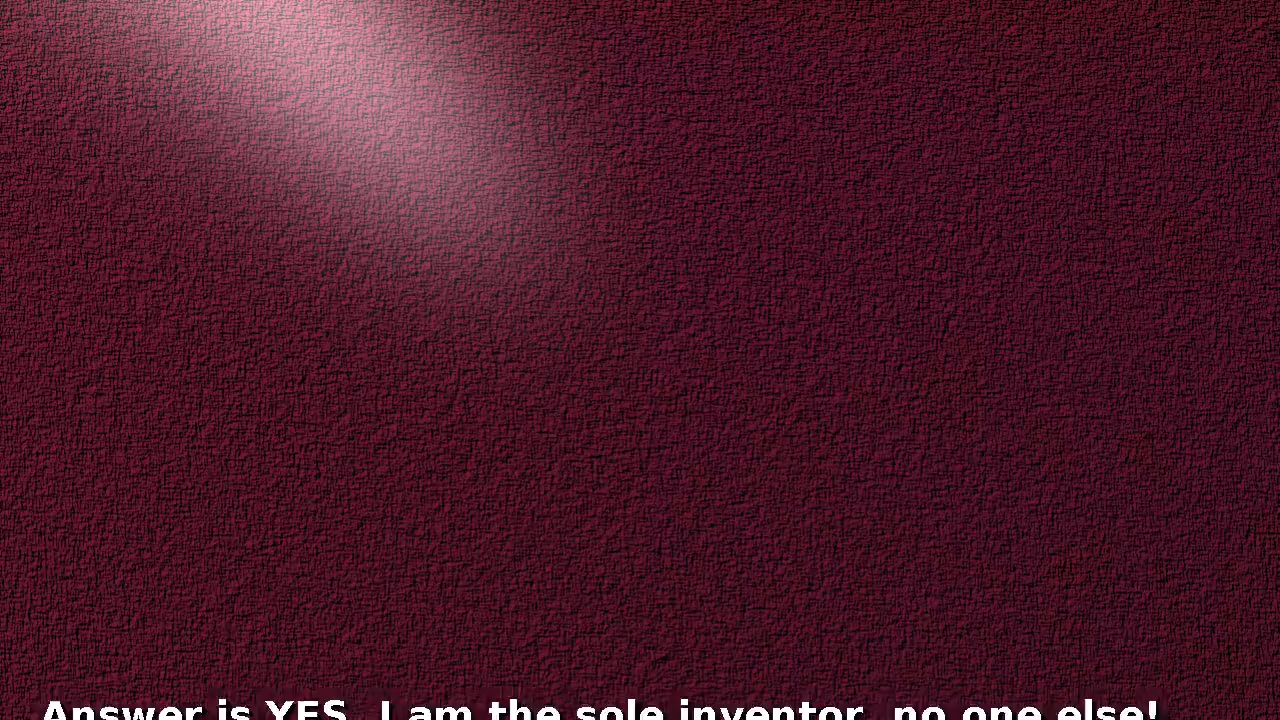 Answer is YES. I am the sole inventor, no one else!